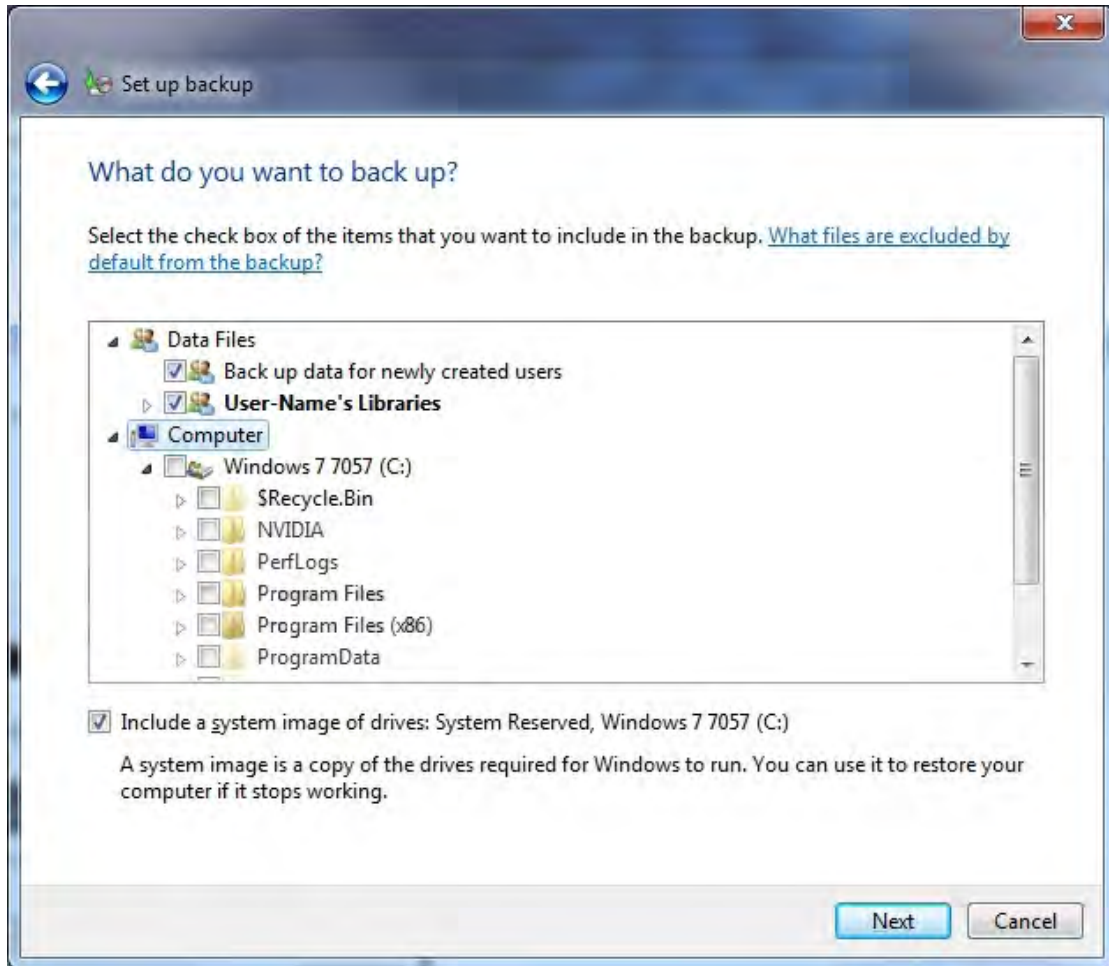 Set up backup
What do you want to back up?
Select the check box of the items that you want to include in the backup. What files are excluded by
default from the backup?
Data Files
Back up data for newly created users
User-Name's Libraries
Computer
Windows 7 7057 (C:)
$Recycle.Bin
NVIDIA
PerfLogs
Program Files
Program Files (x86)
ProgramData
Include a system image of drives: System Reserved, Windows 7 7057 (C:)
A system image is a copy of the drives required for Windows to run. You can use it to restore your
computer if it stops working.
Next Cancel